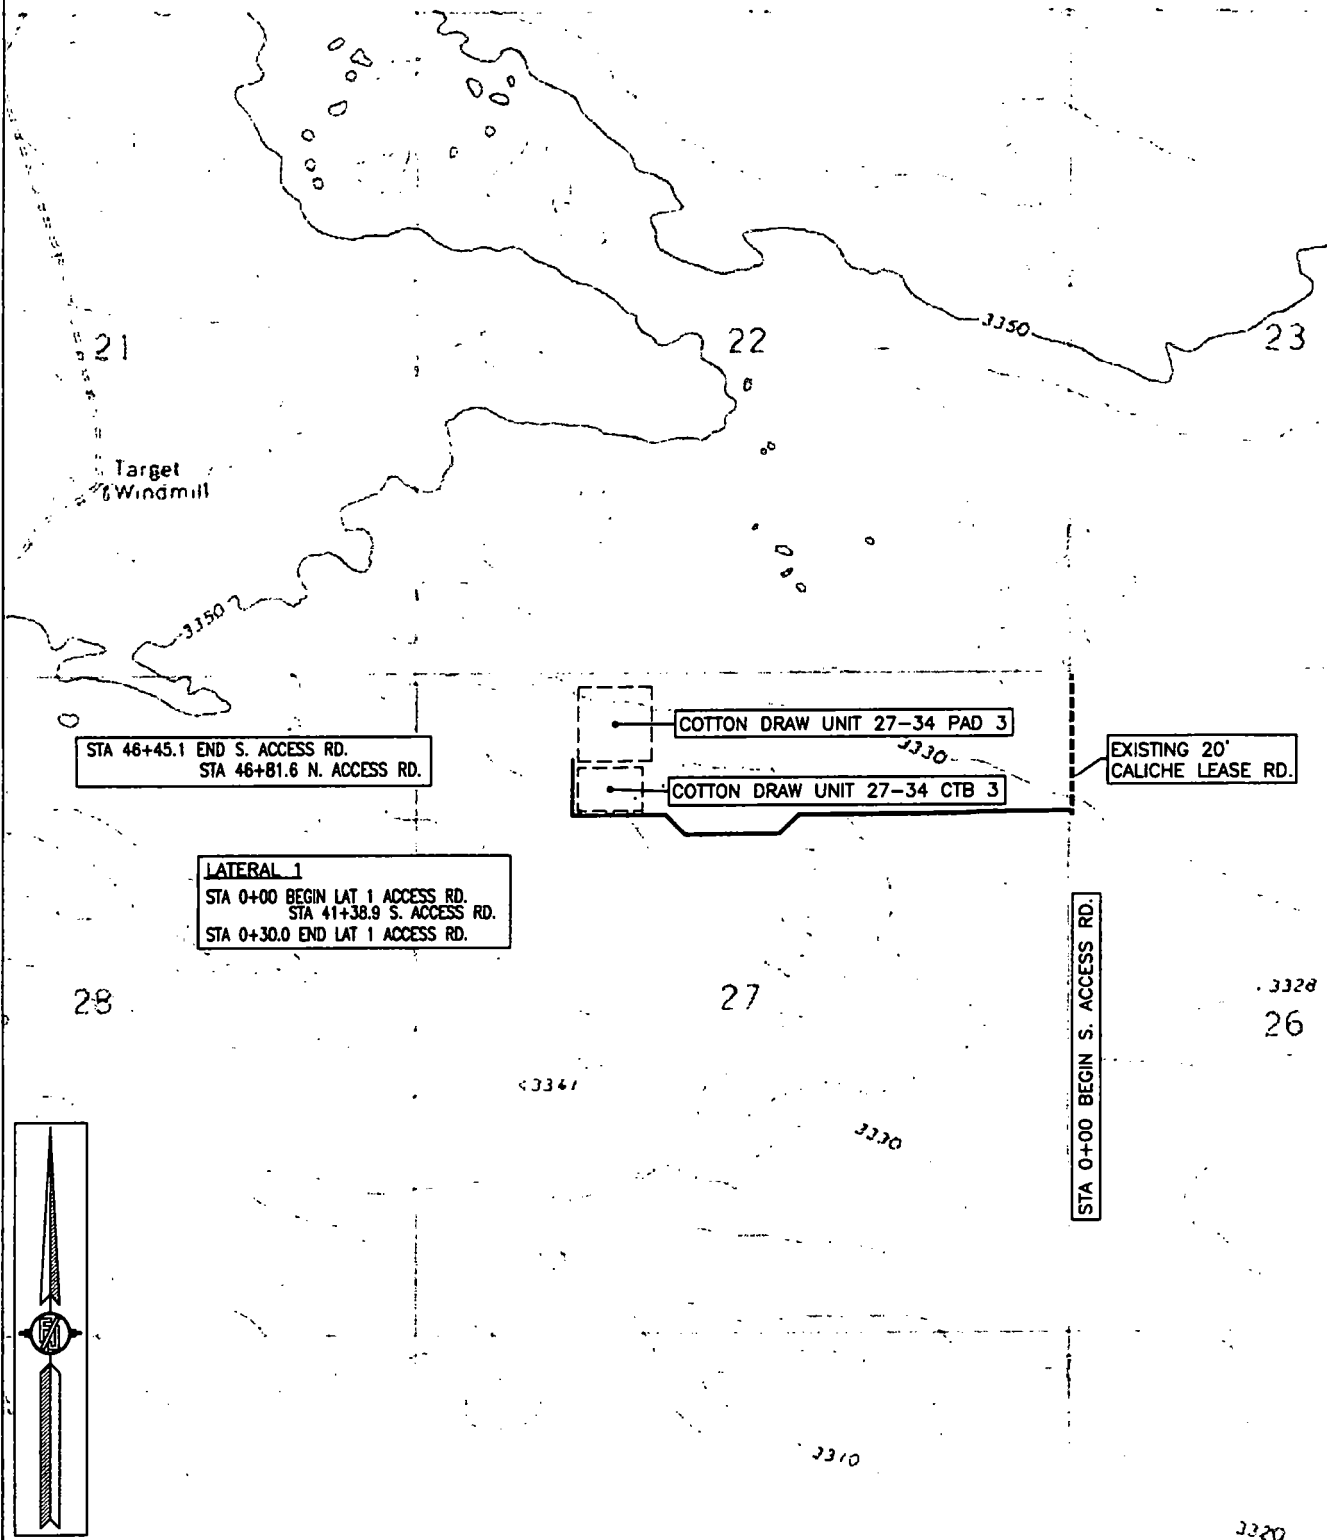 3350
21
22
23
Target
Windmill
3350
COTTON DRAW UNIT 27-34 PAD 3
3330
STA 46+45.1 END S. ACCESS RD.
STA 46+81.6 N. ACCESS RD.
EXISTING 20'
CALICHE LEASE RD.
COTTON DRAW UNIT 27-34 CTB 3
LATERAL 1
STA 0+00 BEGIN LAT 1 ACCESS RD.
STA 41+38.9 S. ACCESS RD.
STA 0+30.0 END LAT 1 ACCESS RD.
STA 0+00 BEGIN S. ACCESS RD.
28
27
3328
26
3341
3330
3310
3320